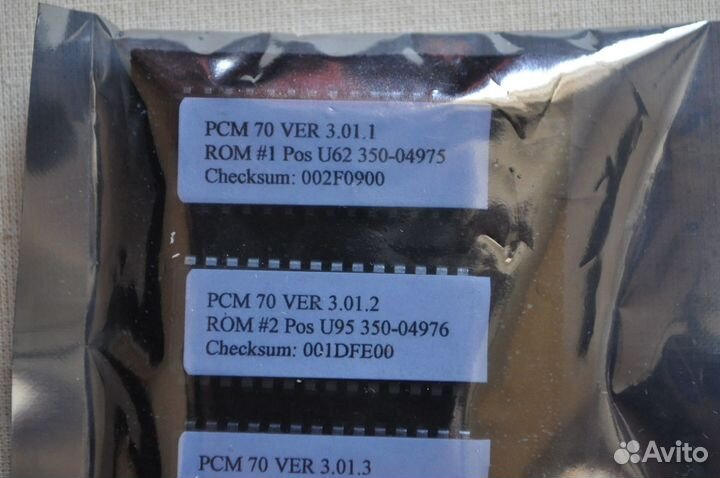 PCM 70 VER 3.01.1
ROM #1 Pos U62 350-04975
Checksum: 002F0900
PCM 70 VER 3.01.2
ROM #2 Pos U95 350-04976
Checksum: 001DFE00
PCM 70 VER 3.01.3
Avito